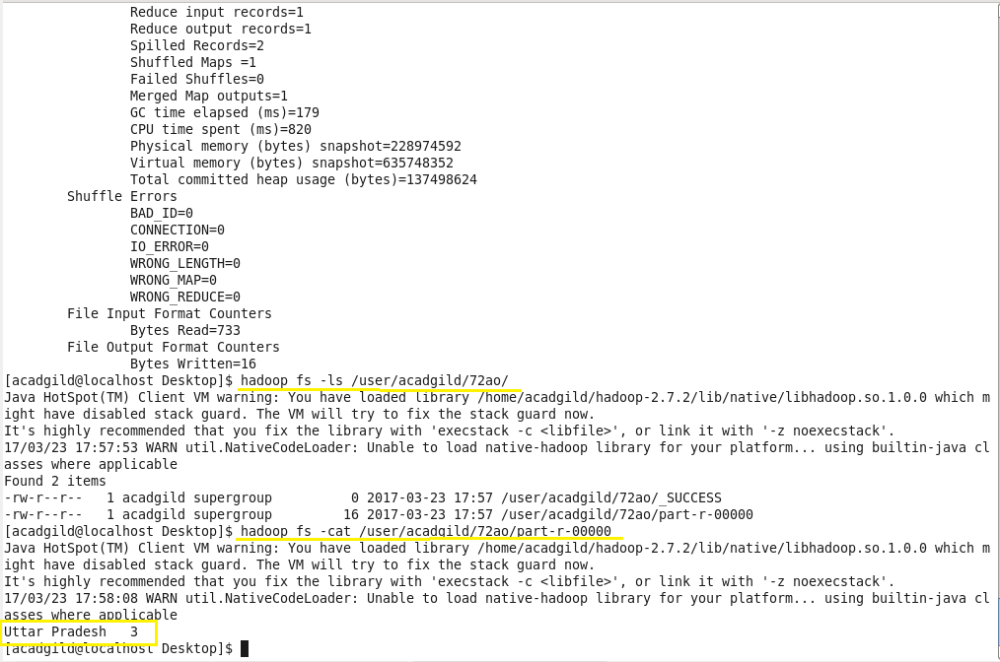 Reduce input records=1
Reduce output records=1
Spilled Records=2
Shuffled Maps =1
Failed Shuffles=0
Merged Map outputs=1
GC time elapsed (ms)=179
CPU time spent (ms)=820
Physical memory (bytes) snapshot=228974592
Virtual memory (bytes) snapshot=635748352
Total committed heap usage (bytes)=137498624
Shuffle Errors
BAD_ID=0
CONNECTION=0
IO_ERROR=0
WRONG_LENGTH=0
WRONG_MAP=0
WRONG_REDUCE=0
File Input Format Counters
Bytes Read=733
File Output Format Counters
Bytes Written=16
[acadgild@localhost Desktop]$ hadoop fs -ls /user/acadgild/72ao/
Java HotSpot(TM) Client VM warning: You have loaded library /home/acadgild/hadoop-2.7.2/lib/native/libhadoop.so.1.0.0 which m
ight have disabled stack guard. The VM will try to fix the stack guard now.
It's highly recommended that you fix the library with 'execstack -c <libfile>', or link it with '-z noexecstack'.
17/03/23 17:57:53 WARN util.NativeCodeLoader: Unable to load native-hadoop library for your platform... using builtin-java cl
asses where applicable
Found 2 items
-rw-r--r--   1 acadgild supergroup          0 2017-03-23 17:57 /user/acadgild/72ao/_SUCCESS
-rw-r--r--   1 acadgild supergroup         16 2017-03-23 17:57 /user/acadgild/72ao/part-r-00000
[acadgild@localhost Desktop]$ hadoop fs -cat /user/acadgild/72ao/part-r-00000
Java HotSpot(TM) Client VM warning: You have loaded library /home/acadgild/hadoop-2.7.2/lib/native/libhadoop.so.1.0.0 which m
ight have disabled stack guard. The VM will try to fix the stack guard now.
It's highly recommended that you fix the library with 'execstack -c <libfile>', or link it with '-z noexecstack'.
17/03/23 17:58:08 WARN util.NativeCodeLoader: Unable to load native-hadoop library for your platform... using builtin-java cl
asses where applicable
Uttar Pradesh   3
[acadgild@localhost Desktop]$